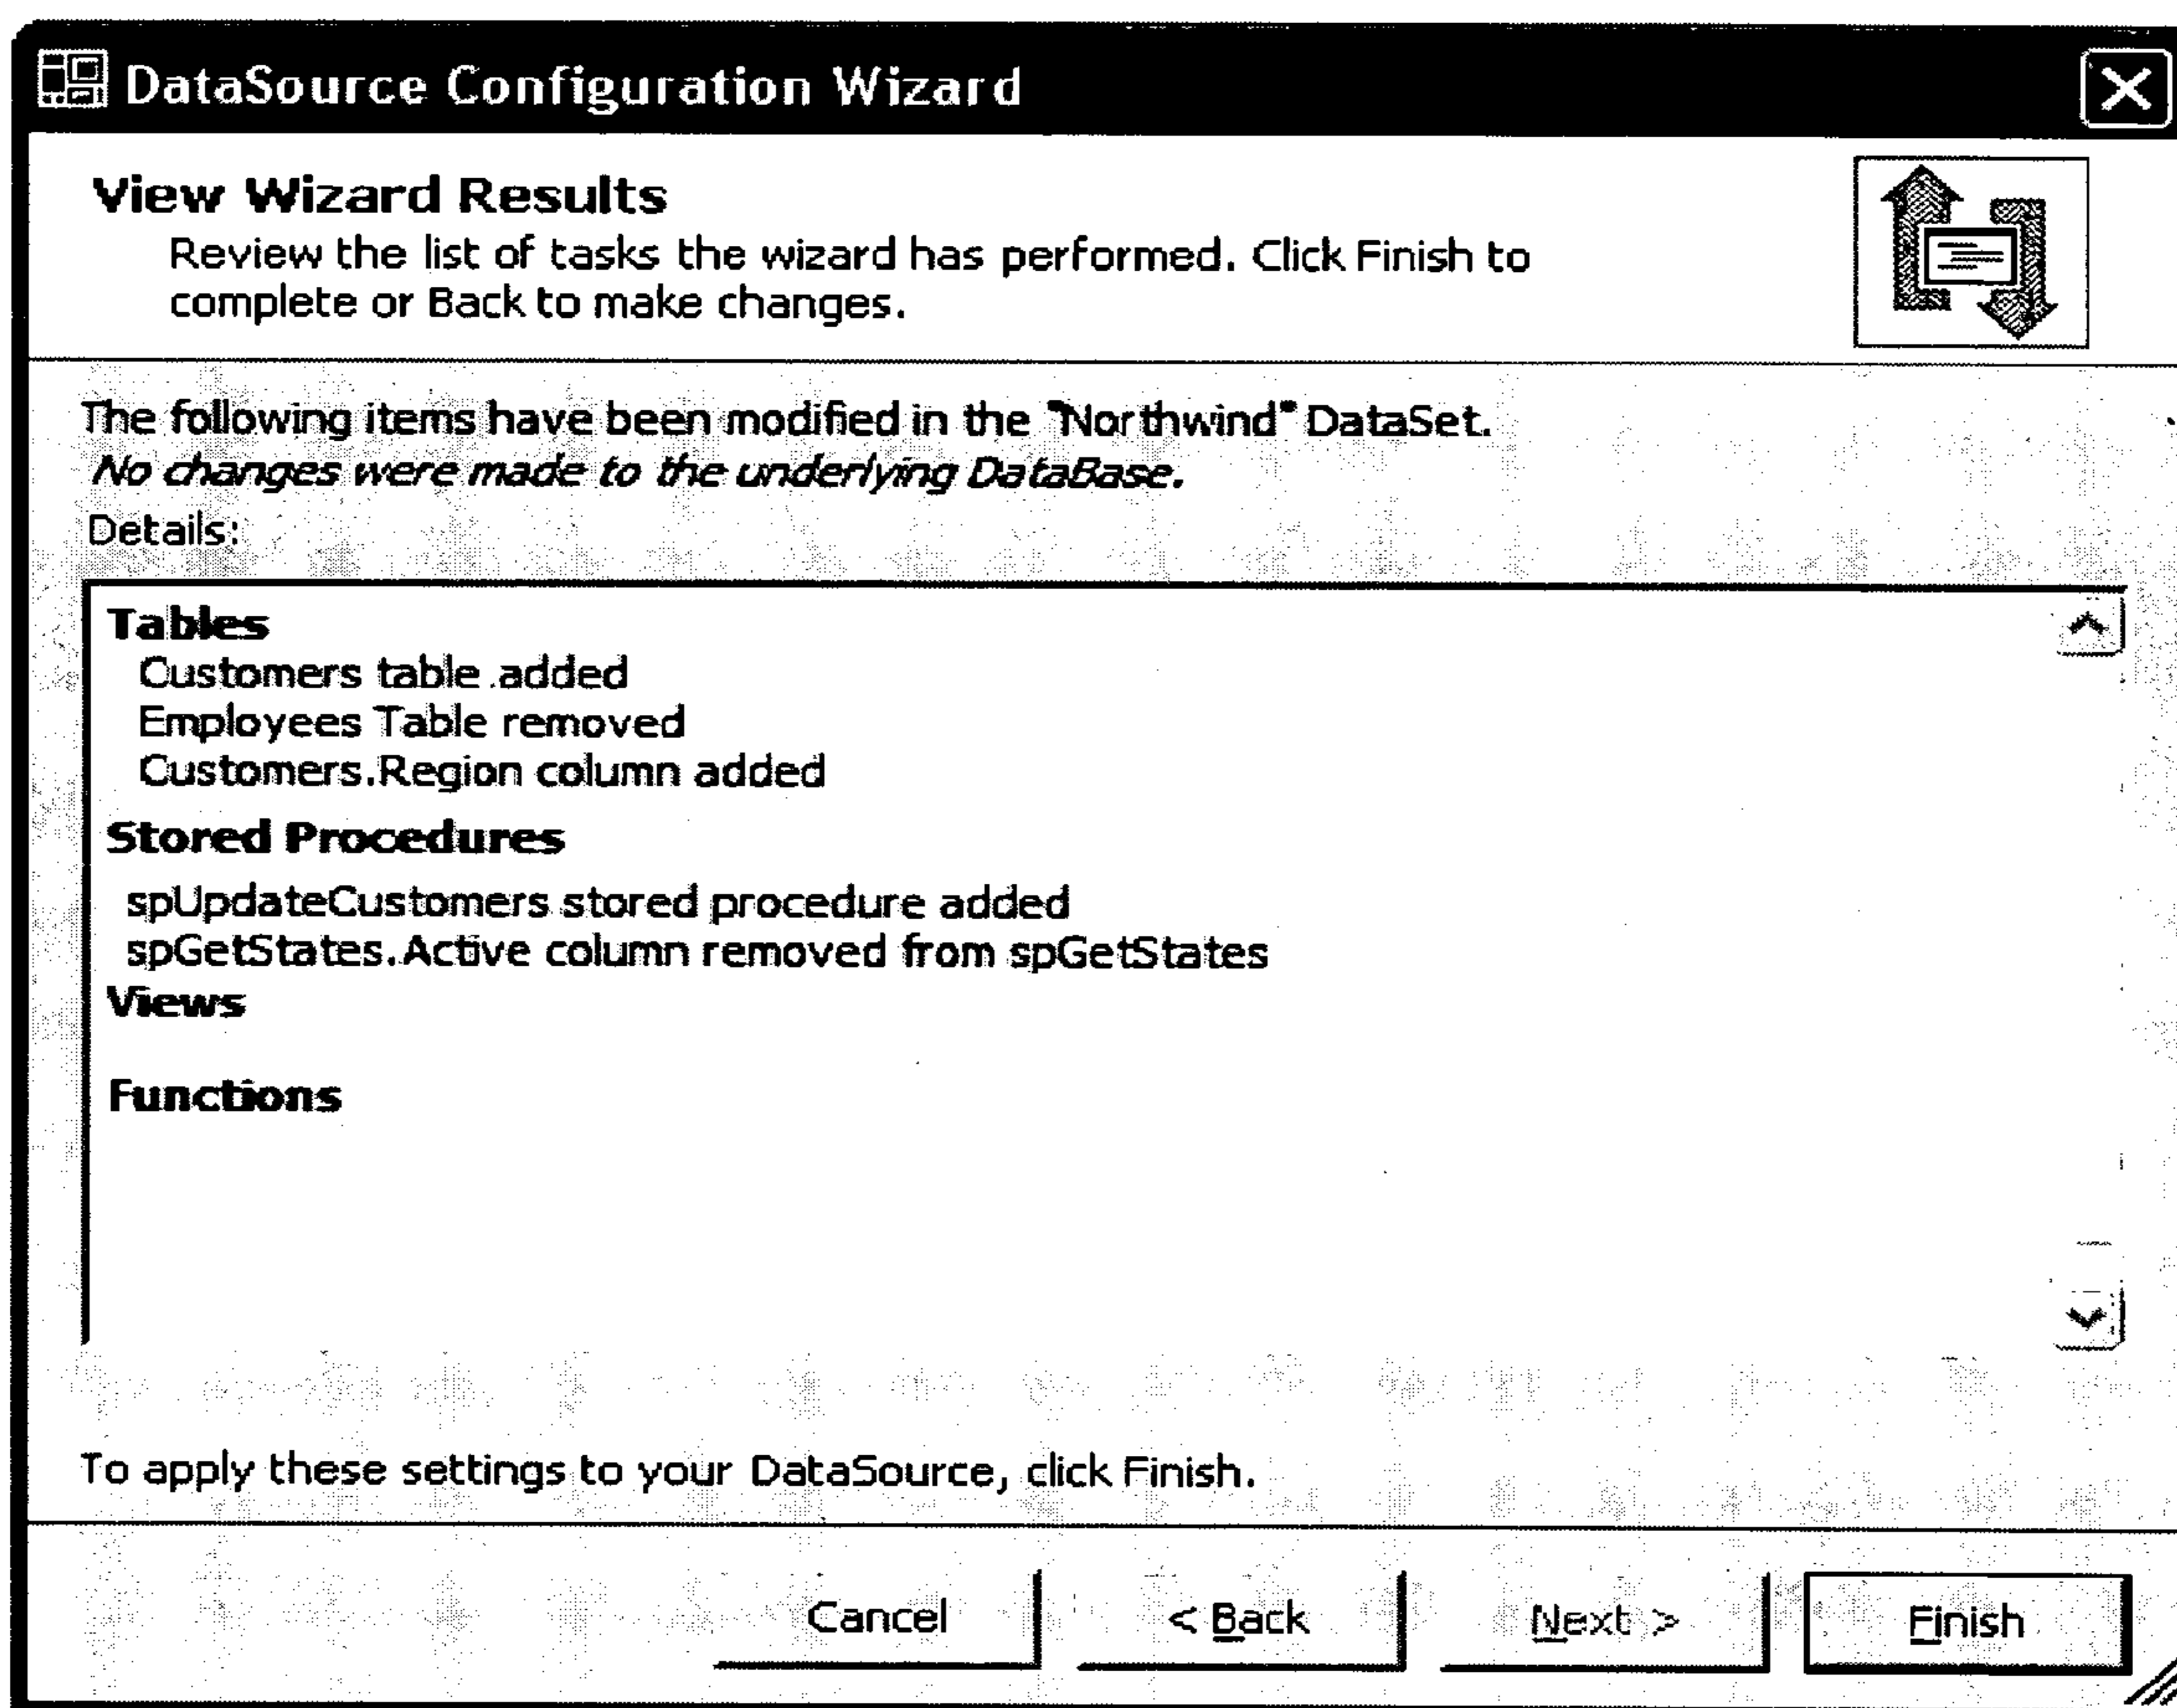 DataSource Configuration Wizard
View Wizard Results
Review the list of tasks the wizard has performed. Click Finish to
complete or Back to make changes.
The following items have been modified in the "Northwind" DataSet.
No changes were made to the underlying DataBase.
Details:
Tables
Customers table added
Employees Table removed
Customers.Region column added
Stored Procedures
spUpdateCustomers stored procedure added
spGetStates.Active column removed from spGetStates
Views
Functions
To apply these settings to your DataSource, click Finish.
Cancel
< Back
Next >
Finish